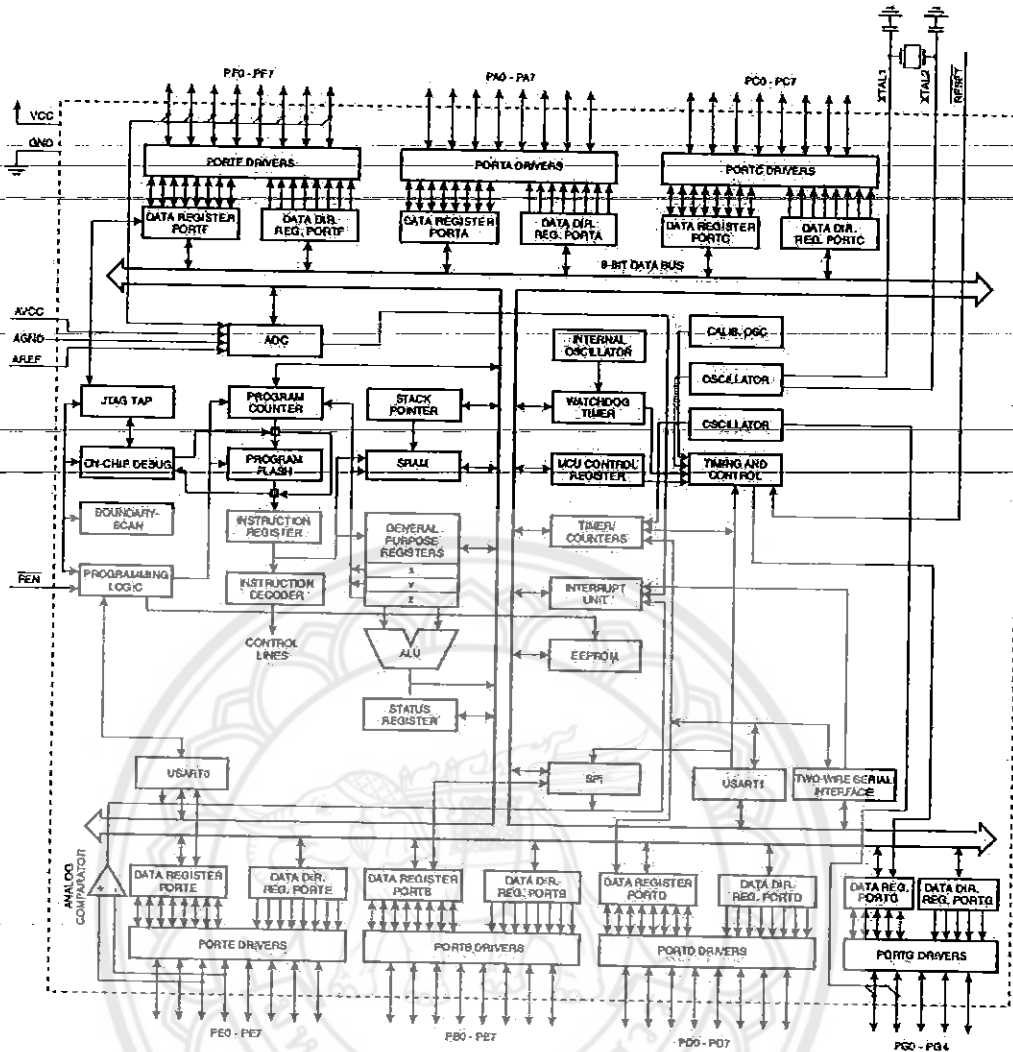 PF0 - PF7
PA0 - PA7
PC0 - PC7
XTAL1
XTAL2
RESET
VCC
GND
PORTF DRIVERS
PORTA DRIVERS
PORTC DRIVERS
DATA REGISTER
PORTF
DATA DIR.
REG. PORTF
DATA REGISTER
PORTA
DATA DIR.
REG. PORTA
DATA REGISTER
PORTC
DATA DIR.
REG. PORTC
8-BIT DATA BUS
AVCC
AGND
AREF
ADC
INTERNAL
OSCILLATOR
CALIB. OSC
OSCILLATOR
OSCILLATOR
JTAG TAP
PROGRAM
COUNTER
STACK
POINTER
WATCHDOG
TIMER
ON-CHIP DEBUG
PROGRAM
FLASH
SRAM
MCU CONTROL
REGISTER
TIMING AND
CONTROL
BOUNDARY-
SCAN
INSTRUCTION
REGISTER
GENERAL
PURPOSE
REGISTERS
X
Y
Z
TIMER/
COUNTERS
PEN
PROGRAMMING
LOGIC
INSTRUCTION
DECODER
INTERRUPT
UNIT
CONTROL
LINES
ALU
EEPROM
STATUS
REGISTER
USART0
SPI
USART1
TWO-WIRE SERIAL
INTERFACE
ANALOG
COMPARATOR
+
-
DATA REGISTER
PORTE
DATA DIR.
REG. PORTE
DATA REGISTER
PORTB
DATA DIR.
REG. PORTB
DATA REGISTER
PORTD
DATA DIR.
REG. PORTD
DATA REG.
PORTG
DATA DIR.
REG. PORTG
PORTE DRIVERS
PORTB DRIVERS
PORTD DRIVERS
PORTG DRIVERS
PE0 - PE7
PB0 - PB7
PD0 - PD7
PG0 - PG4